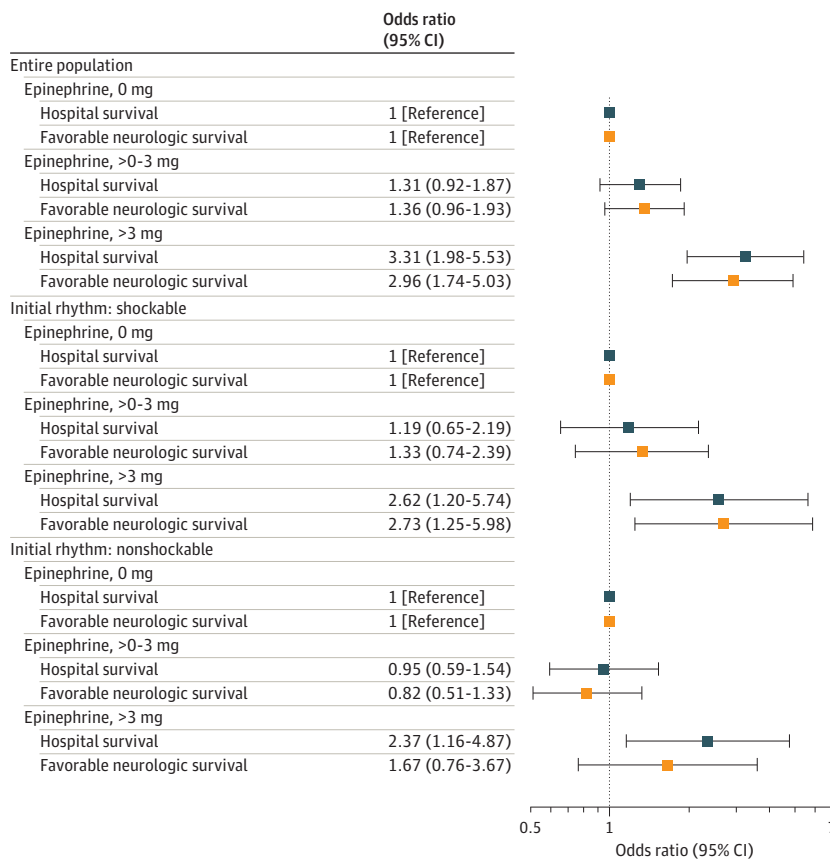 Odds ratio
(95% CI)
Entire population
Epinephrine, 0 mg
Hospital survival 1 [Reference]
Favorable neurologic survival 1 [Reference]
Epinephrine, >0-3 mg
Hospital survival 1.31 (0.92-1.87)
Favorable neurologic survival 1.36 (0.96-1.93)
Epinephrine, >3 mg
Hospital survival 3.31 (1.98-5.53)
Favorable neurologic survival 2.96 (1.74-5.03)
Initial rhythm: shockable
Epinephrine, 0 mg
Hospital survival 1 [Reference]
Favorable neurologic survival 1 [Reference]
Epinephrine, >0-3 mg
Hospital survival 1.19 (0.65-2.19)
Favorable neurologic survival 1.33 (0.74-2.39)
Epinephrine, >3 mg
Hospital survival 2.62 (1.20-5.74)
Favorable neurologic survival 2.73 (1.25-5.98)
Initial rhythm: nonshockable
Epinephrine, 0 mg
Hospital survival 1 [Reference]
Favorable neurologic survival 1 [Reference]
Epinephrine, >0-3 mg
Hospital survival 0.95 (0.59-1.54)
Favorable neurologic survival 0.82 (0.51-1.33)
Epinephrine, >3 mg
Hospital survival 2.37 (1.16-4.87)
Favorable neurologic survival 1.67 (0.76-3.67)
0.5 1
Odds ratio (95% CI)